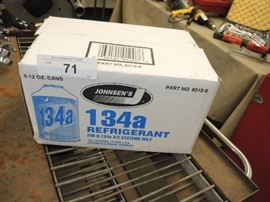 PART NO. 6312-6
71
6-12 OZ. CANS
JOHNSEN'S
PART NO. 6312-6
134a
134a
REFRIGERANT
FOR R-134a A/C SYSTEMS ONLY